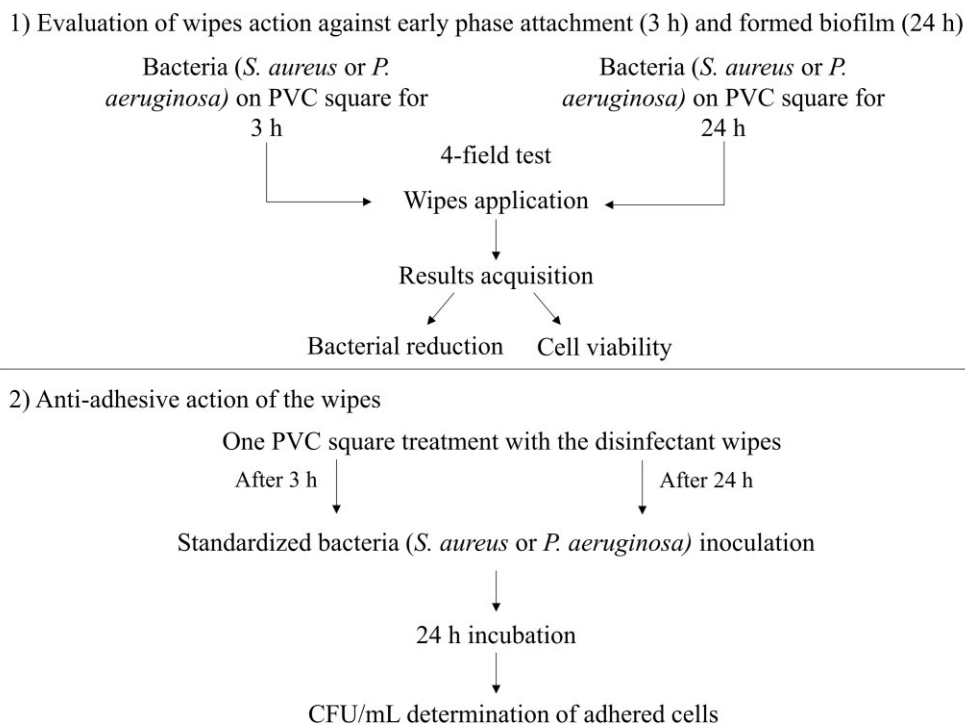 1) Evaluation of wipes action against early phase attachment (3 h) and formed biofilm (24 h)
Bacteria (S. aureus or P.
aeruginosa) on PVC square for
3 h
Bacteria (S. aureus or P.
aeruginosa) on PVC square for
24 h
4-field test
Wipes application
Results acquisition
Bacterial reduction
Cell viability
2) Anti-adhesive action of the wipes
One PVC square treatment with the disinfectant wipes
After 3 h
After 24 h
Standardized bacteria (S. aureus or P. aeruginosa) inoculation
24 h incubation
CFU/mL determination of adhered cells